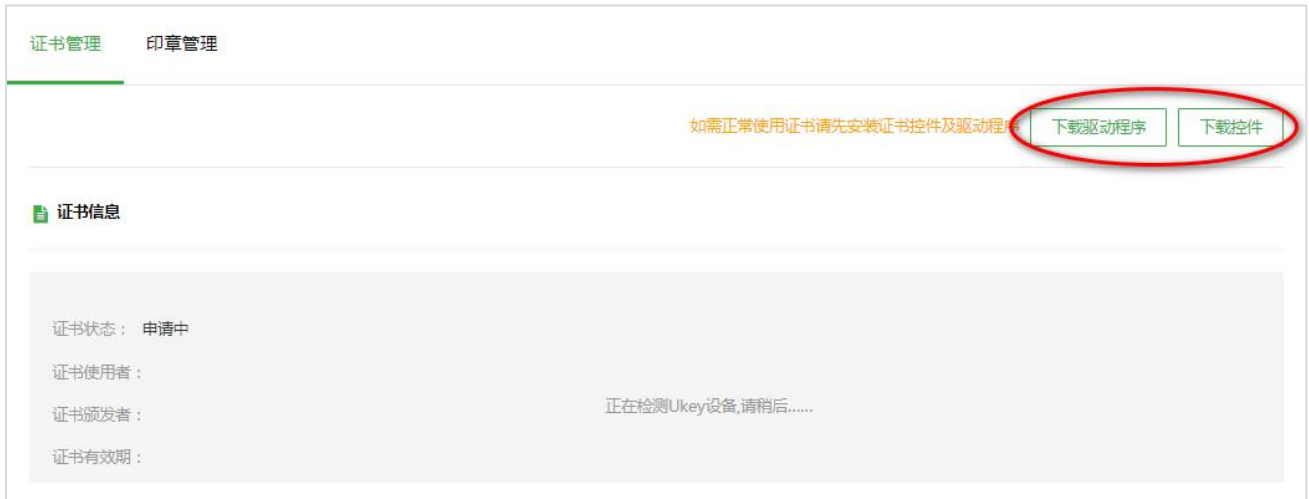 证书管理 印章管理
如需正常使用证书请先安装证书控件及驱动程序 下载驱动程序 下载控件
证书信息
证书状态： 申请中
证书使用者：
正在检测Ukey设备,请稍后......
证书颁发者：
证书有效期：